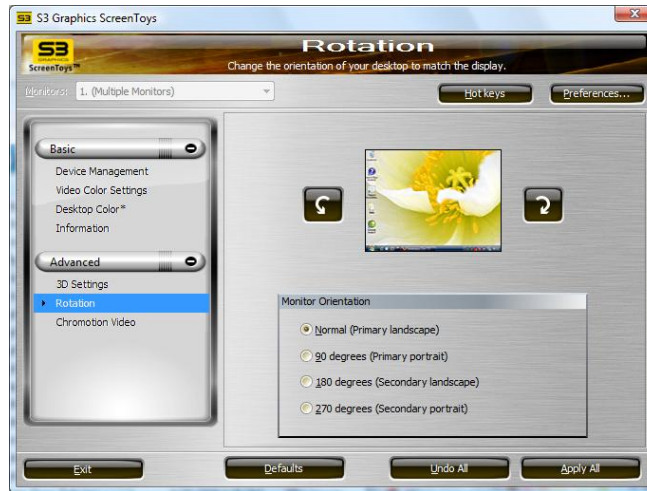 S3 S3 Graphics ScreenToys
S3
GRAPHICS
ScreenToys™
Rotation
Change the orientation of your desktop to match the display.
Monitors: 1. (Multiple Monitors)
Hot keys
Preferences...
Basic
Device Management
Video Color Settings
Desktop Color*
Information
Advanced
3D Settings
Rotation
Chromotion Video
Monitor Orientation
Normal (Primary landscape)
90 degrees (Primary portrait)
180 degrees (Secondary landscape)
270 degrees (Secondary portrait)
Exit
Defaults
Undo All
Apply All